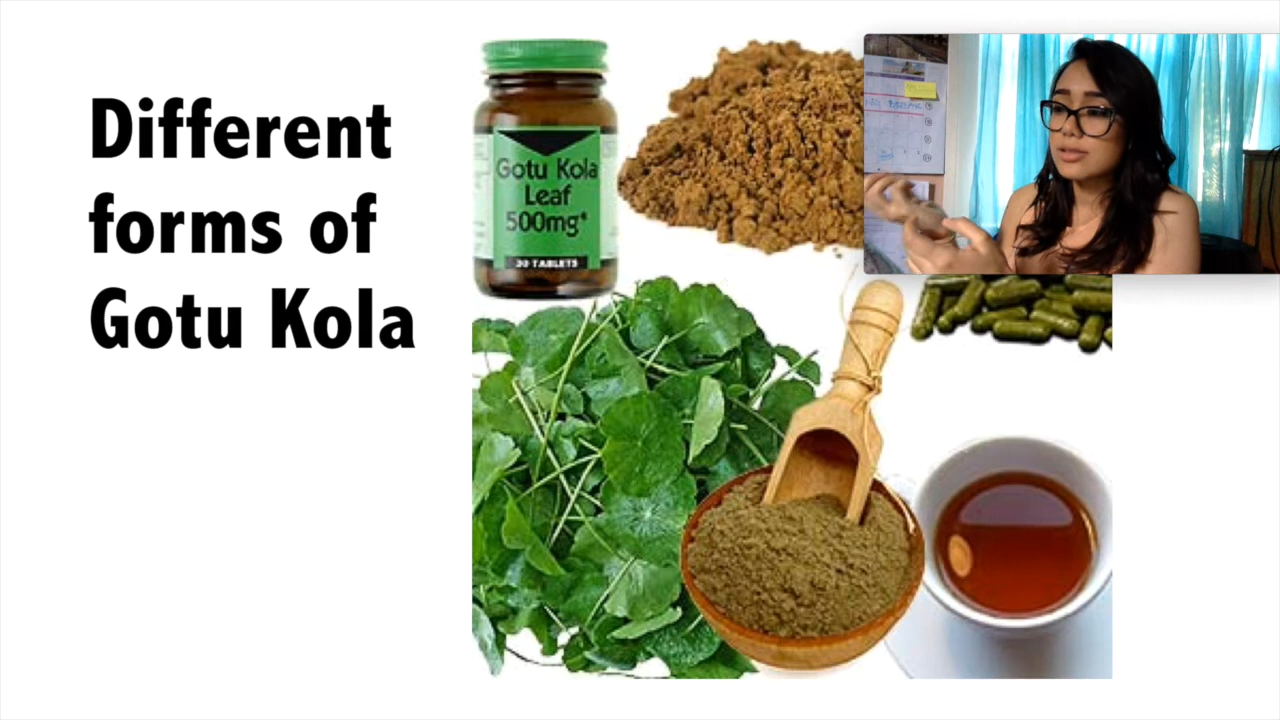 Different
forms of
Gotu Kola
Gotu Kola
Leaf
500mg*
30 TABLETS